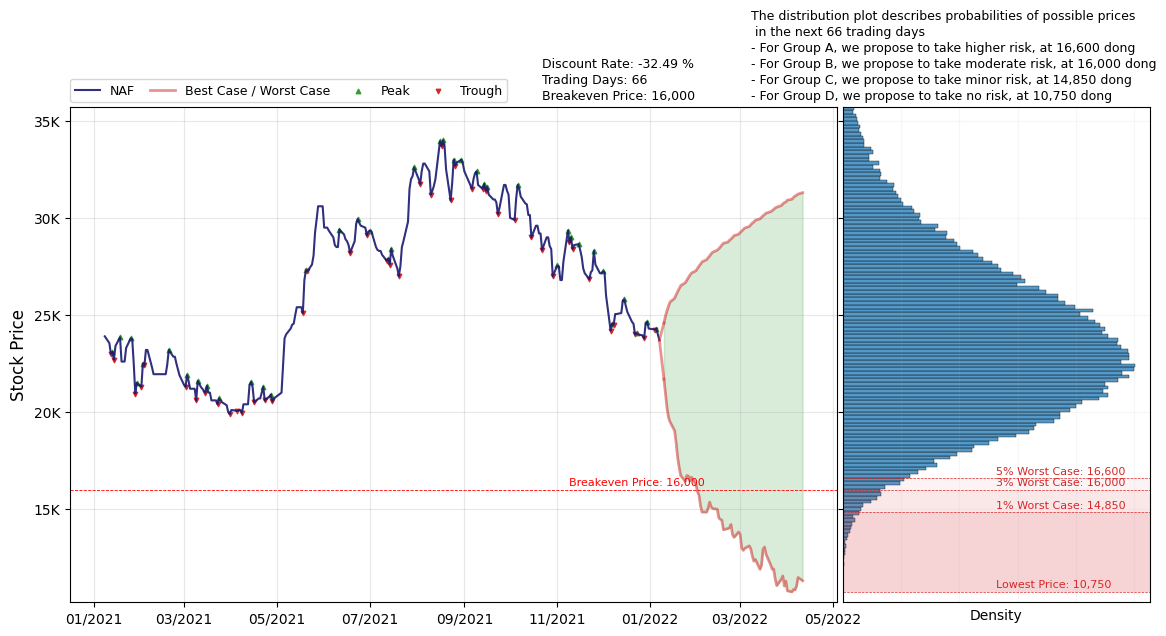 The distribution plot describes probabilities of possible prices
in the next 66 trading days
- For Group A, we propose to take higher risk, at 16,600 dong
- For Group B, we propose to take moderate risk, at 16,000 dong
- For Group C, we propose to take minor risk, at 14,850 dong
- For Group D, we propose to take no risk, at 10,750 dong
Discount Rate: -32.49 %
Trading Days: 66
Breakeven Price: 16,000
NAF
Best Case / Worst Case
Peak
Trough
Stock Price
35K
30K
25K
20K
15K
Breakeven Price: 16,000
5% Worst Case: 16,600
3% Worst Case: 16,000
1% Worst Case: 14,850
Lowest Price: 10,750
01/2021
03/2021
05/2021
07/2021
09/2021
11/2021
01/2022
03/2022
05/2022
Density